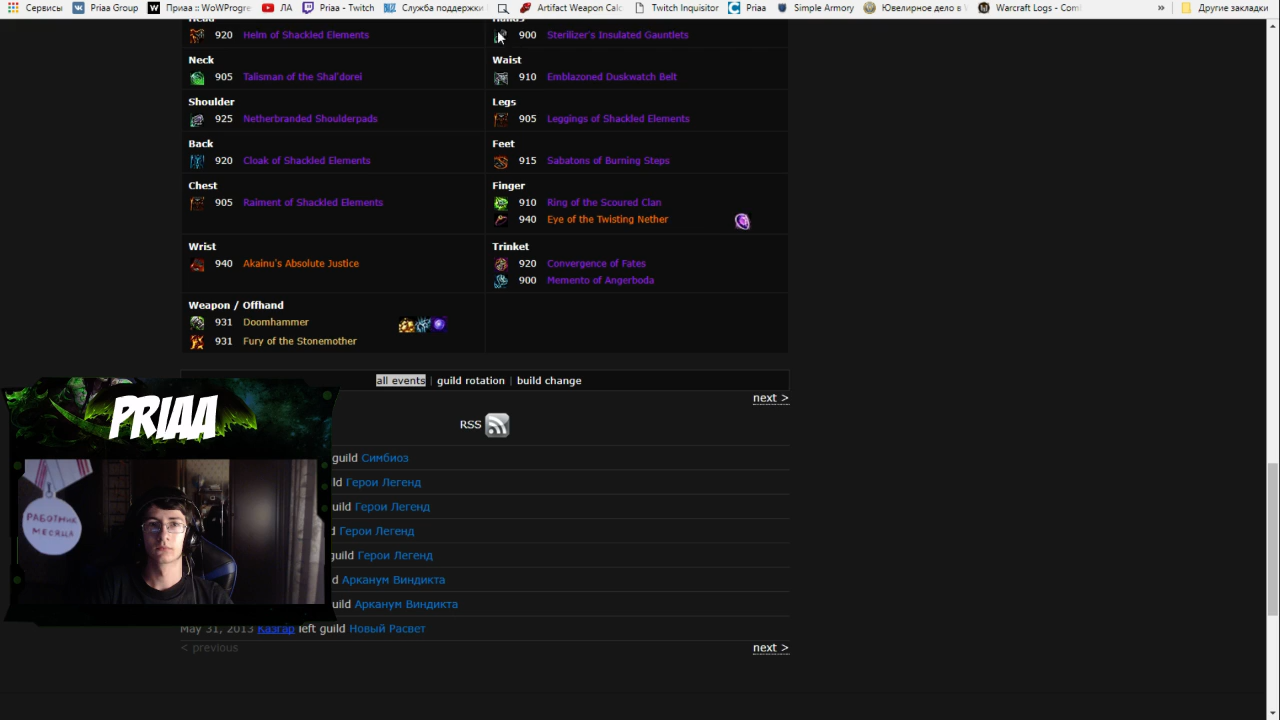 Сервисы Priaa Group Приаа :: WoWProgre ЛА Priaa - Twitch Служба поддержки Artifact Weapon Calc Twitch Inquisitor Priaa Simple Armory Ювелирное дело в Warcraft Logs - Coml » Другие закладки
Head Hands
920 Helm of Shackled Elements 900 Sterilizer's Insulated Gauntlets
Neck Waist
905 Talisman of the Shal'dorei 910 Emblazoned Duskwatch Belt
Shoulder Legs
925 Netherbranded Shoulderpads 905 Leggings of Shackled Elements
Back Feet
920 Cloak of Shackled Elements 915 Sabatons of Burning Steps
Chest Finger
905 Raiment of Shackled Elements 910 Ring of the Scoured Clan
940 Eye of the Twisting Nether
Wrist Trinket
940 Akainu's Absolute Justice 920 Convergence of Fates
900 Memento of Angerboda
Weapon / Offhand
931 Doomhammer
931 Fury of the Stonemother
all events | guild rotation | build change
next >
PRIAA
RSS
guild Симбиоз
ld Герои Легенд
uild Герои Легенд
d Герои Легенд
guild Герои Легенд
d Арканум Виндикта
uild Арканум Виндикта
РАБОТНИК
МЕСЯЦА
May 31, 2013 Казгар left guild Новый Расвет
< previous next >